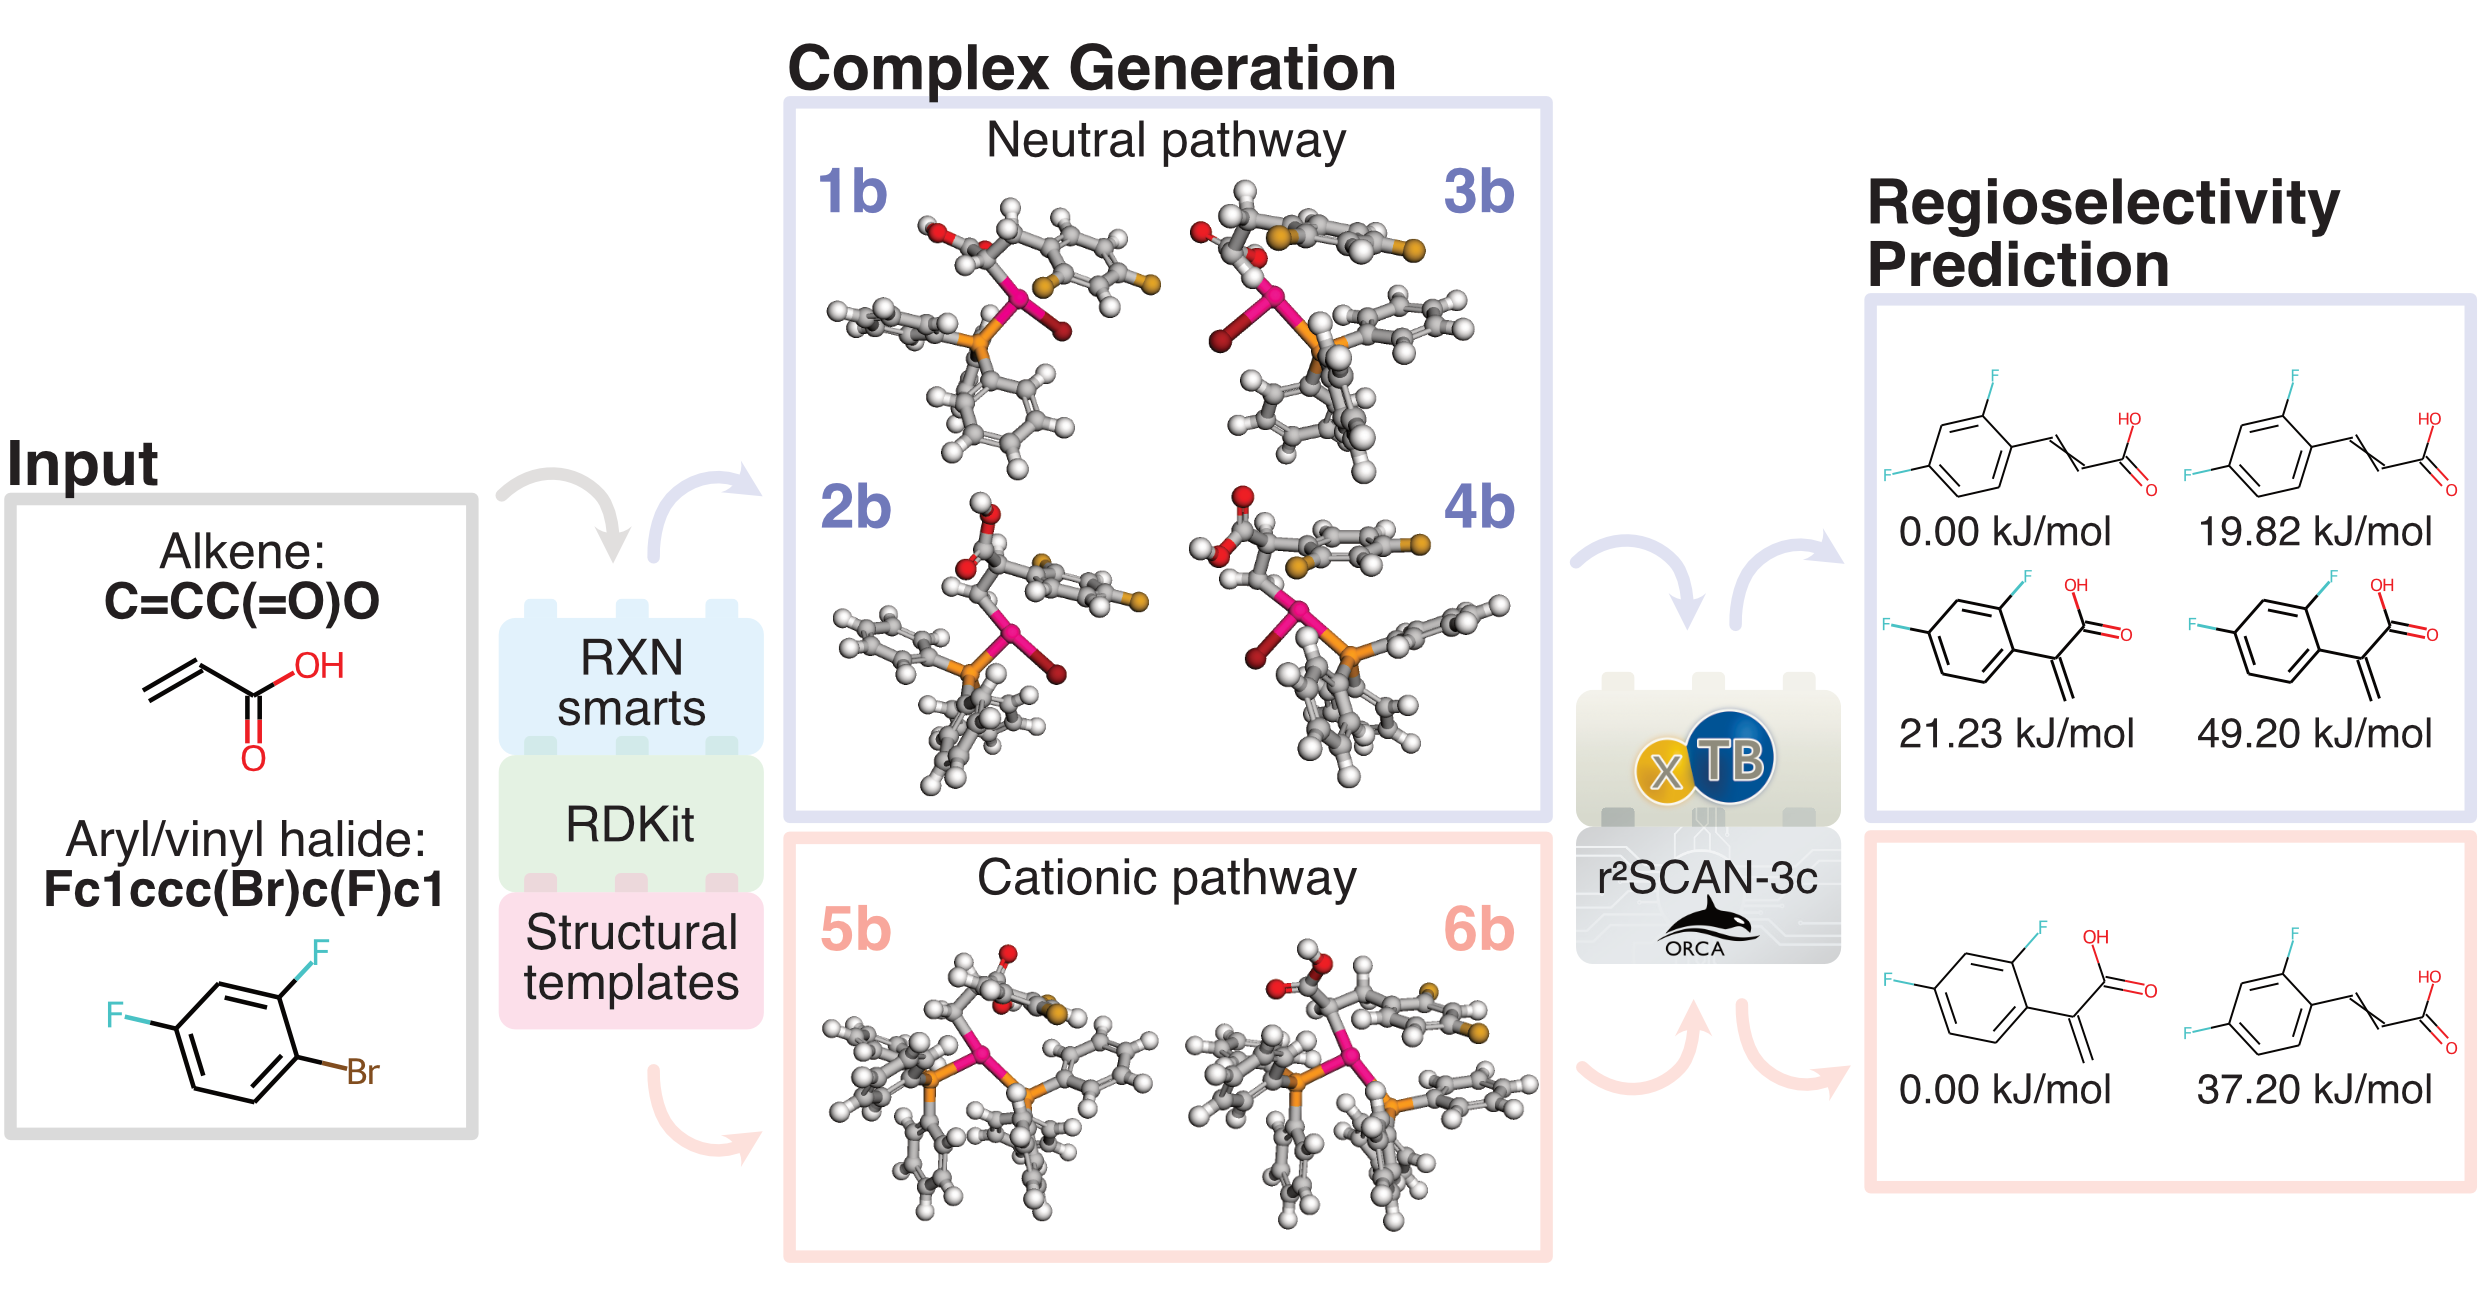 Input
Alkene:
C=CC(=O)O
OH
O
Aryl/vinyl halide:
Fc1ccc(Br)c(F)c1
F
F
Br
RXN
smarts
RDKit
Structural
templates
Complex Generation
Neutral pathway
1b
3b
2b
4b
Cationic pathway
5b
6b
xTB
r²SCAN-3c
ORCA
Regioselectivity
Prediction
F
F
HO
O
0.00 kJ/mol
F
F
HO
O
19.82 kJ/mol
F
F
OH
O
21.23 kJ/mol
F
F
OH
O
49.20 kJ/mol
F
F
OH
O
0.00 kJ/mol
F
F
HO
O
37.20 kJ/mol